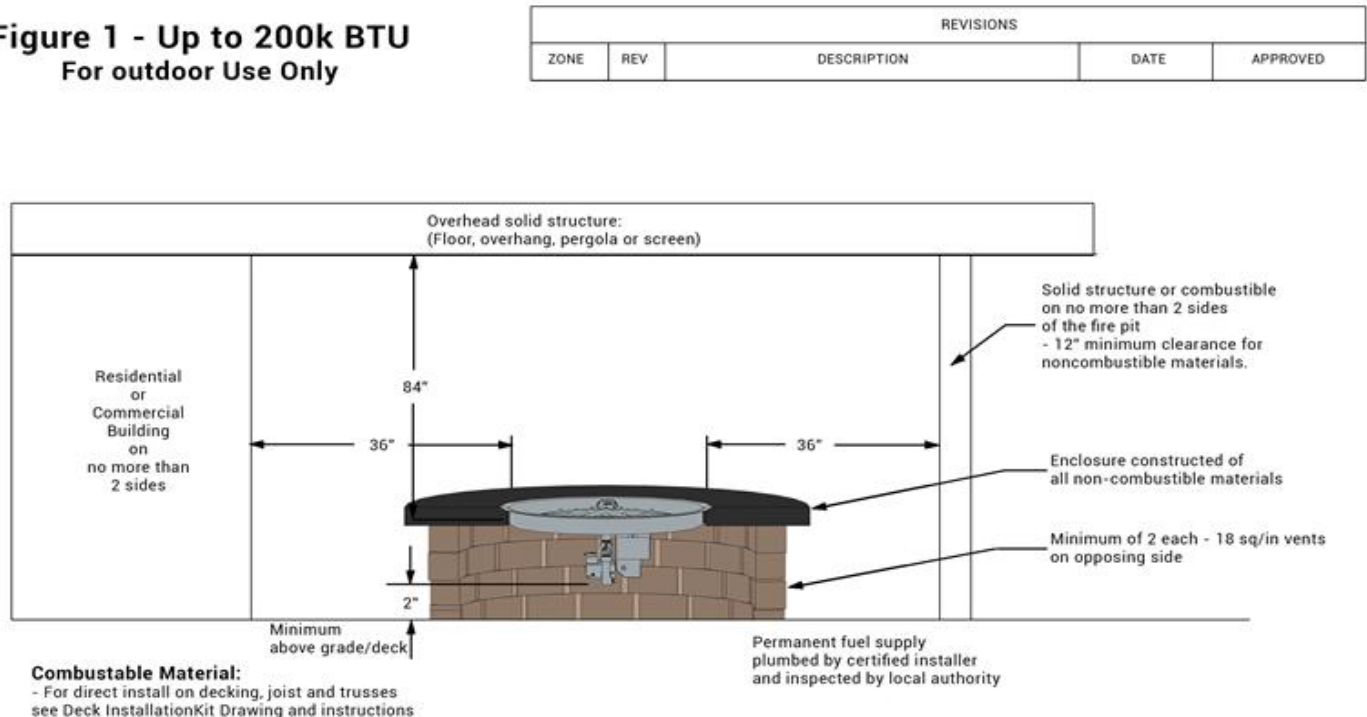 Figure 1 - Up to 200k BTU
For outdoor Use Only
REVISIONS
ZONE REV DESCRIPTION DATE APPROVED
Overhead solid structure:
(Floor, overhang, pergola or screen)
Residential
or
Commercial
Building
on
no more than
2 sides
84"
36"
36"
2"
Solid structure or combustible
on no more than 2 sides
of the fire pit
- 12" minimum clearance for
noncombustible materials.
Enclosure constructed of
all non-combustible materials
Minimum of 2 each - 18 sq/in vents
on opposing side
Minimum
above grade/deck
Permanent fuel supply
plumbed by certified installer
and inspected by local authority
Combustable Material:
- For direct install on decking, joist and trusses
see Deck InstallationKit Drawing and instructions